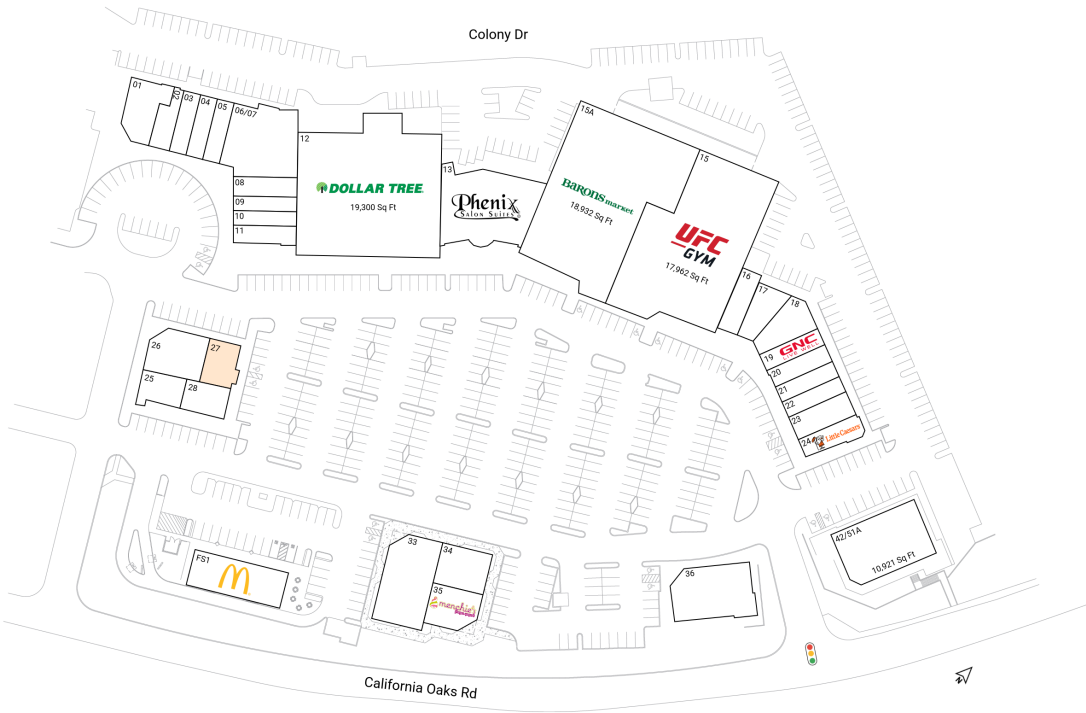 Colony Dr
01
02
03
04
05
06/07
08
09
10
11
12
DOLLAR TREE
19,300 Sq Ft
13
Phenix
SALON SUITES
15A
BARONS market
18,932 Sq Ft
15
UFC
GYM
17,962 Sq Ft
16
17
18
GNC
LIVE WELL
19
20
21
22
23
24
Little Caesars
26
27
25
28
FS1
33
34
35
menchie's
36
42/51A
10,921 Sq Ft
California Oaks Rd
N